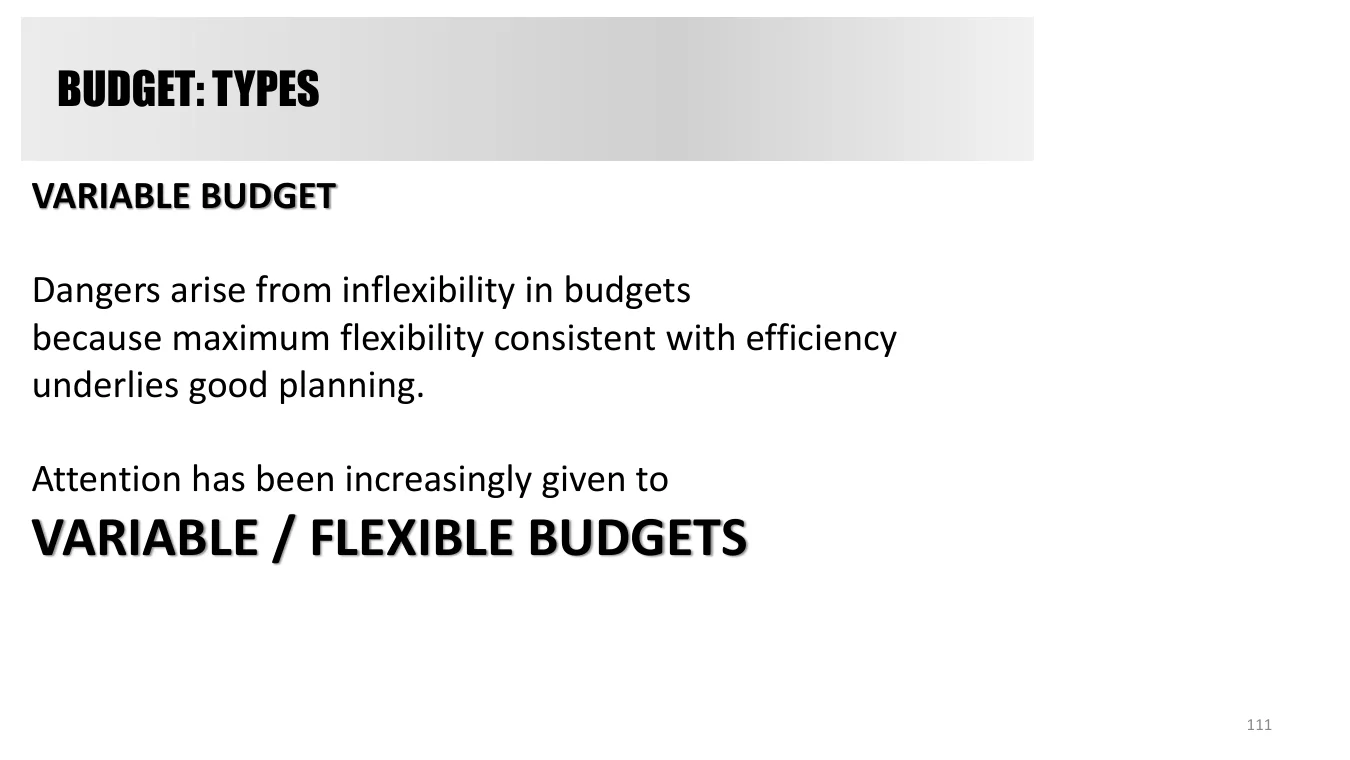 BUDGET: TYPES
VARIABLE BUDGET
Dangers arise from inflexibility in budgets
because maximum flexibility consistent with efficiency
underlies good planning.
Attention has been increasingly given to
VARIABLE / FLEXIBLE BUDGETS
111